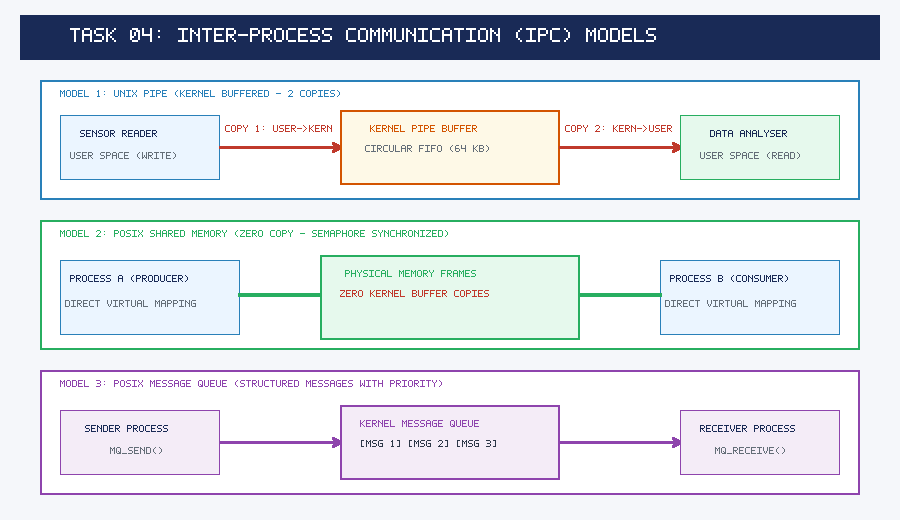 TASK 04: INTER-PROCESS COMMUNICATION (IPC) MODELS
MODEL 1: UNIX PIPE (KERNEL BUFFERED - 2 COPIES)
SENSOR READER
USER SPACE (WRITE)
COPY 1: USER->KERN
KERNEL PIPE BUFFER
CIRCULAR FIFO (64 KB)
COPY 2: KERN->USER
DATA ANALYSER
USER SPACE (READ)
MODEL 2: POSIX SHARED MEMORY (ZERO COPY - SEMAPHORE SYNCHRONIZED)
PROCESS A (PRODUCER)
DIRECT VIRTUAL MAPPING
PHYSICAL MEMORY FRAMES
ZERO KERNEL BUFFER COPIES
PROCESS B (CONSUMER)
DIRECT VIRTUAL MAPPING
MODEL 3: POSIX MESSAGE QUEUE (STRUCTURED MESSAGES WITH PRIORITY)
SENDER PROCESS
MQ_SEND()
KERNEL MESSAGE QUEUE
[MSG 1] [MSG 2] [MSG 3]
RECEIVER PROCESS
MQ_RECEIVE()